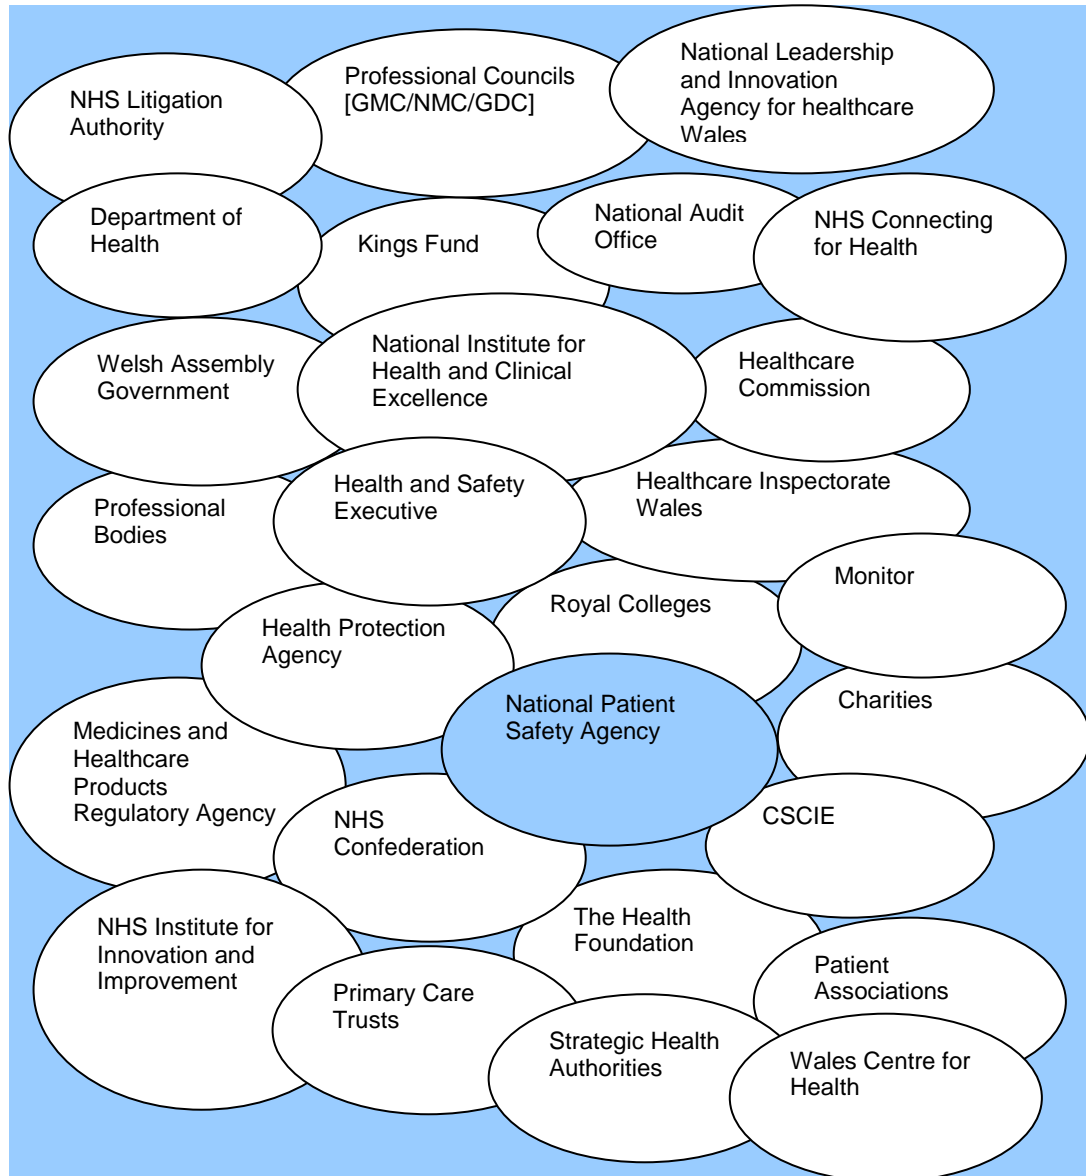 NHS Litigation
Authority
Professional Councils
[GMC/NMC/GDC]
National Leadership
and Innovation
Agency for healthcare
Wales
Department of
Health
Kings Fund
National Audit
Office
NHS Connecting
for Health
Welsh Assembly
Government
National Institute for
Health and Clinical
Excellence
Healthcare
Commission
Professional
Bodies
Health and Safety
Executive
Healthcare Inspectorate
Wales
Monitor
Health Protection
Agency
Royal Colleges
Medicines and
Healthcare
Products
Regulatory Agency
National Patient
Safety Agency
Charities
NHS
Confederation
CSCIE
NHS Institute for
Innovation and
Improvement
The Health
Foundation
Patient
Associations
Primary Care
Trusts
Strategic Health
Authorities
Wales Centre for
Health